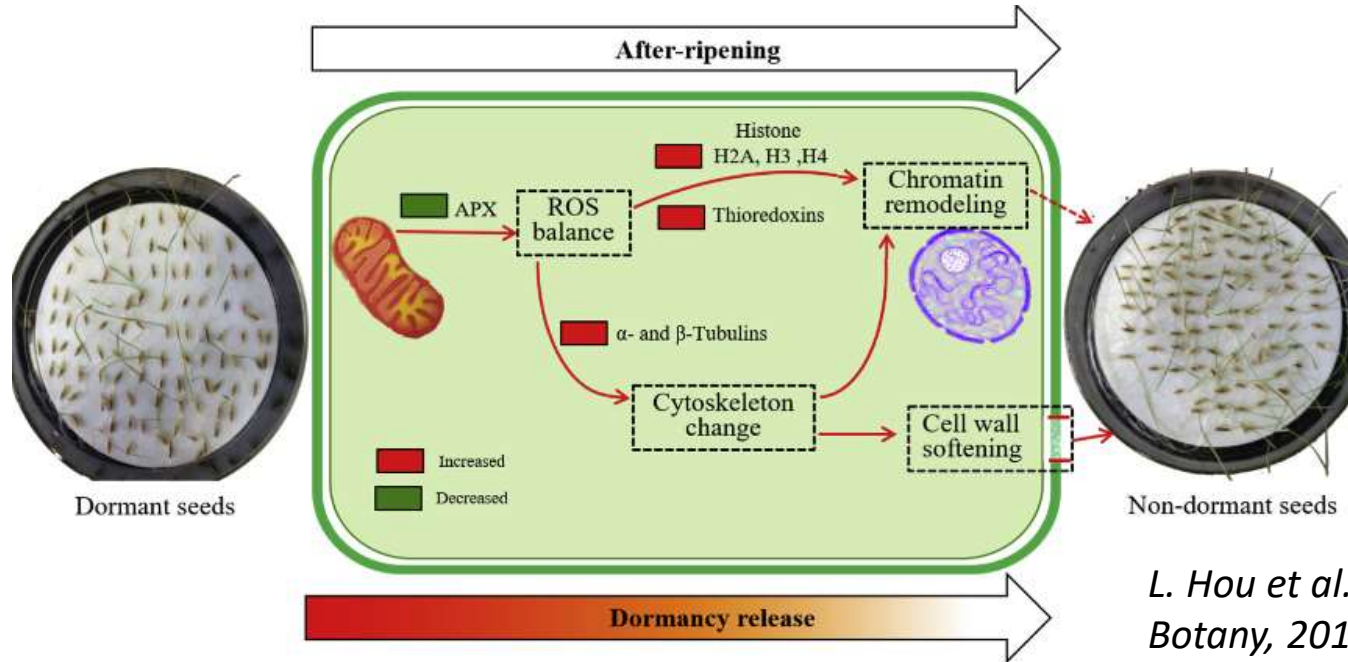 After-ripening
Histone
H2A, H3 ,H4
APX
ROS
balance
Thioredoxins
Chromatin
remodeling
α- and β-Tubulins
Cytoskeleton
change
Cell wall
softening
Increased
Decreased
Dormant seeds
Non-dormant seeds
Dormancy release
L. Hou et al.
Botany, 201